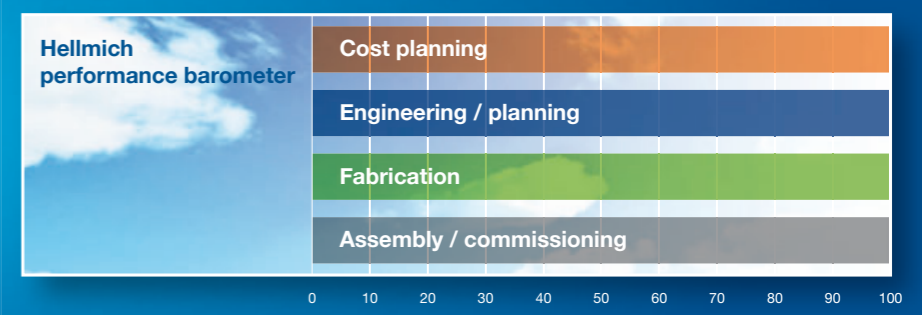 Hellmich
performance barometer
Cost planning
Engineering / planning
Fabrication
Assembly / commissioning
0 10 20 30 40 50 60 70 80 90 100